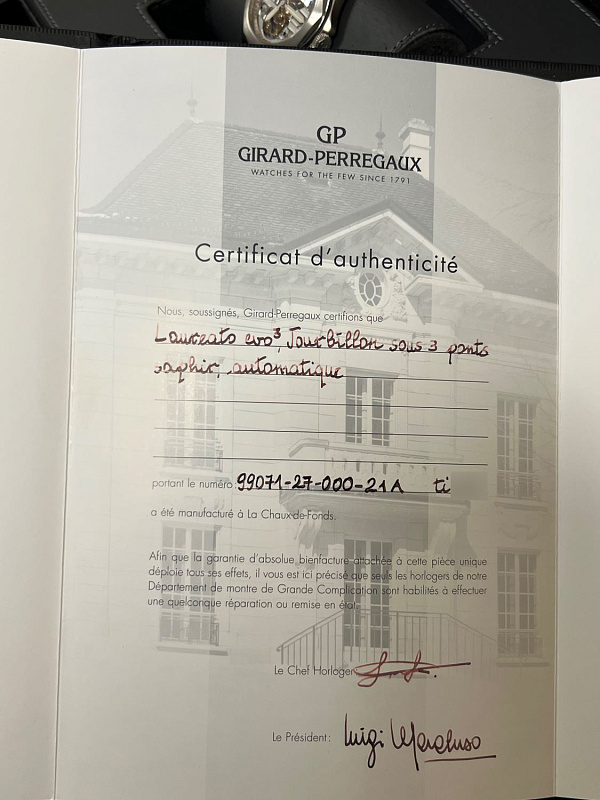 GP
GIRARD-PERREGAUX
WATCHES FOR THE FEW SINCE 1791
Certificat d'authenticité
Nous, soussignés, Girard-Perregaux certifions que
Laureato evo³, Tourbillon sous 3 ponts
saphir, automatique
portant le numéro: 99071-27-000-21A ti
a été manufacturé à La Chaux-de-Fonds.
Afin que la garantie d'absolue bienfacture attachée à cette pièce unique
déploie tous ses effets, il vous est ici précisé que seuls les horlogers de notre
Département de montre de Grande Complication sont habilités à effectuer
une quelconque réparation ou remise en état.
Le Chef Horloger
Le Président: Luigi Macaluso